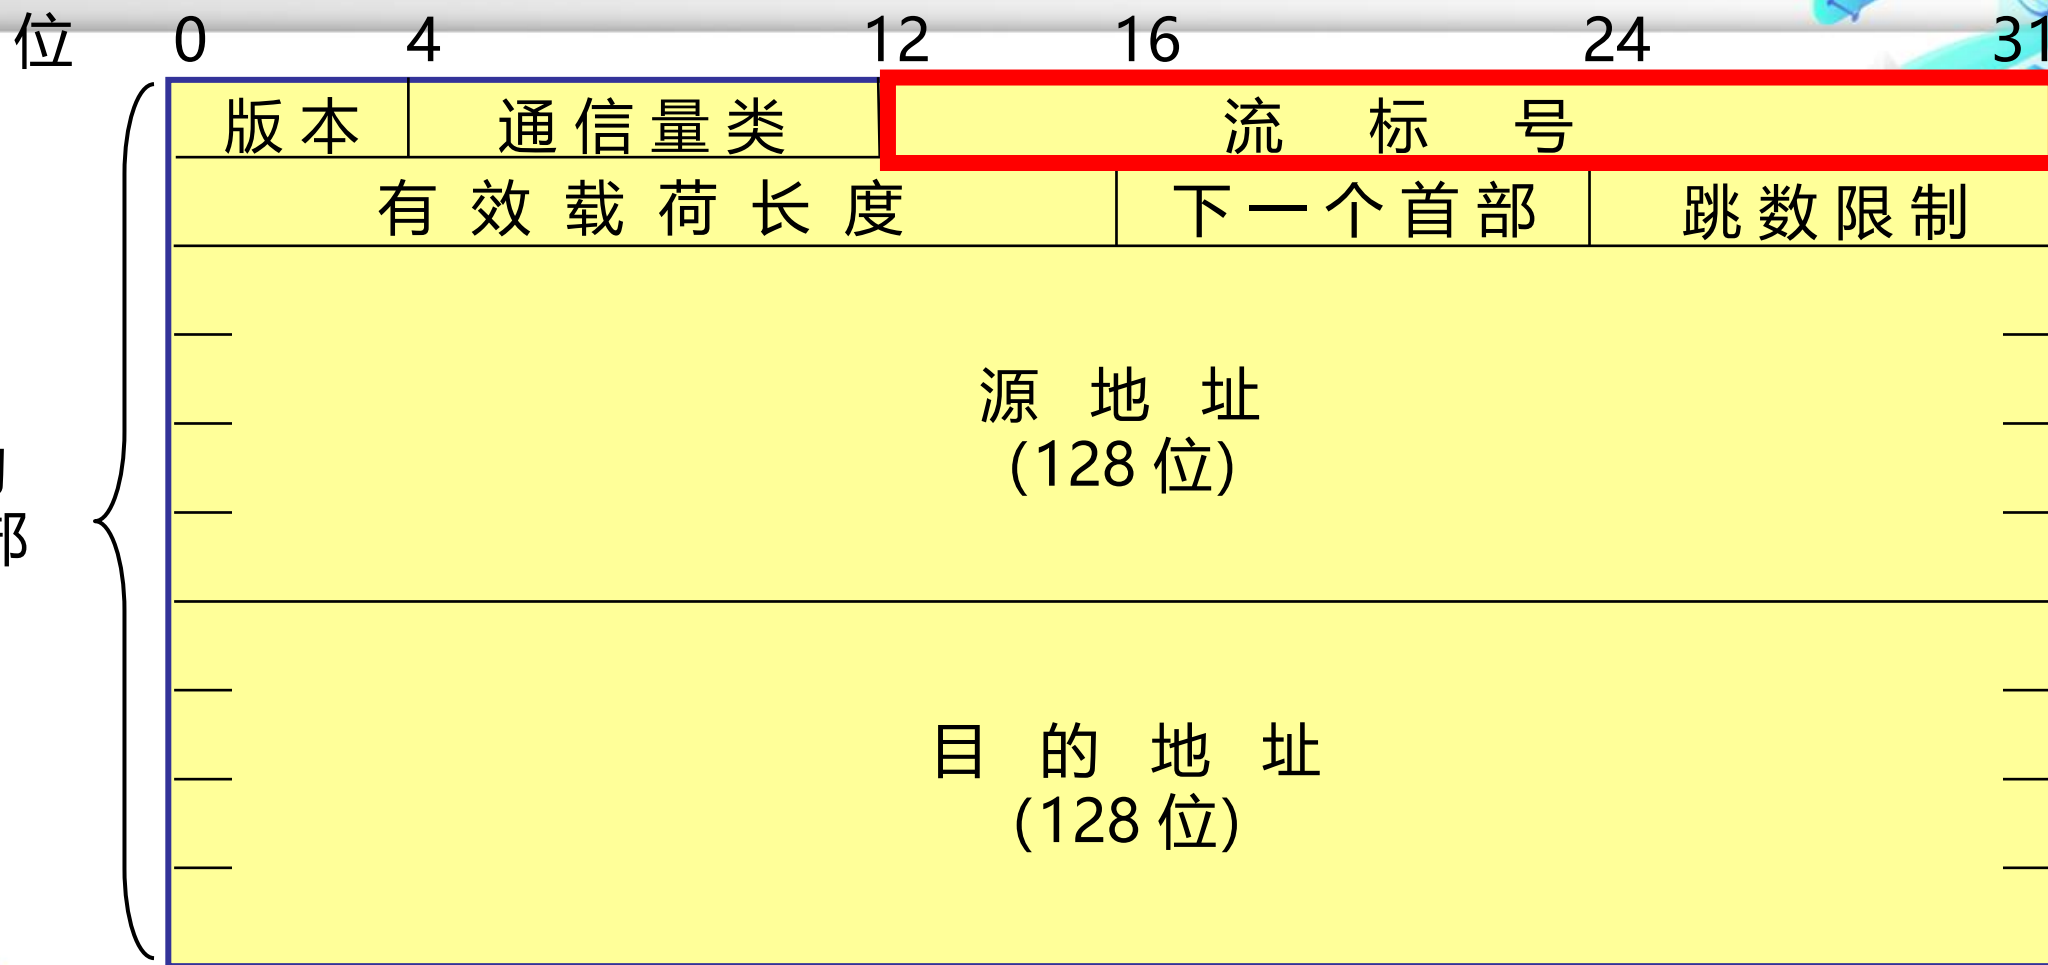 位 0 4 12 16 24 31
版本 通信量类 流标号
有效载荷长度 下一个首部 跳数限制
源地址
(128 位)
部
目的地址
(128 位)